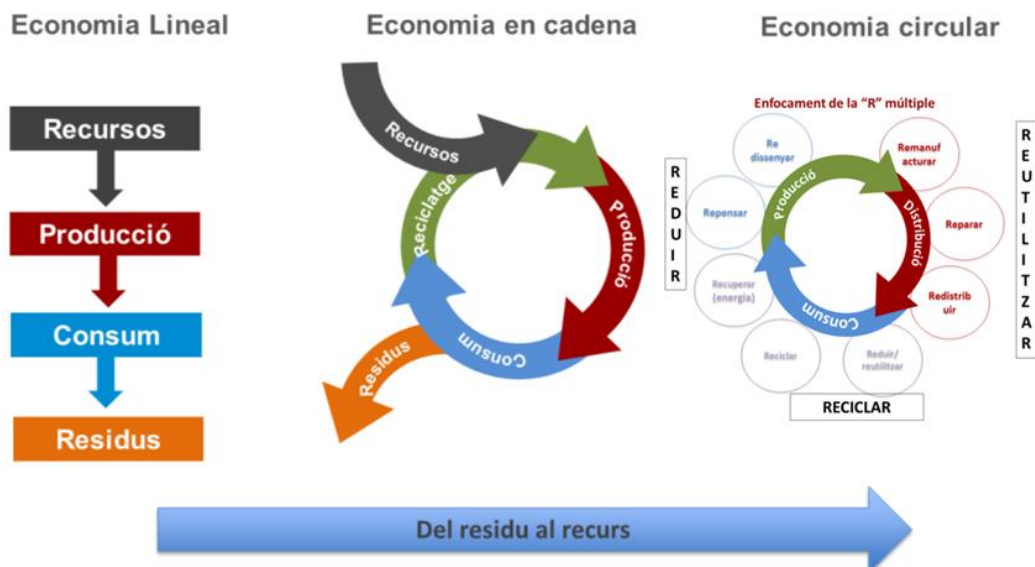 Economia Lineal
Recursos
Producció
Consum
Residus
Economia en cadena
Recursos
Producció
Consum
Reciclatge
Residus
Economia circular
Enfocament de la "R" múltiple
REDUIR
Re
dissenyar
Repensar
Recuperar
(energia)
Reciclar
Reduir/
reutilitzar
Redistrib
uir
Reparar
Remanuf
acturar
Producció
Distribució
Consum
REUTILITZAR
RECICLAR
Del residu al recurs